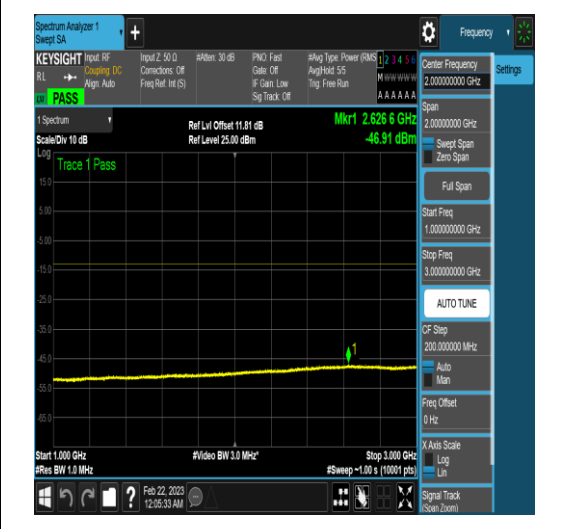 Spectrum Analyzer 1
Swept SA
+
Frequency
KEYSIGHT
RL
PASS
Input: RF
Coupling: DC
Align: Auto
Input Z: 50 Ω
Corrections: Off
Freq Ref: Int (S)
#Atten: 30 dB
PNO: Fast
Gate: Off
IF Gain: Low
Sig Track: Off
#Avg Type: Power (RMS
Avg|Hold: 5/5
Trig: Free Run
1 2 3 4 5 6
M W W W W W
A A A A A A
1 Spectrum
Scale/Div 10 dB
Ref Lvl Offset 11.81 dB
Ref Level 25.00 dBm
Mkr1 2.626 6 GHz
-46.91 dBm
Log
Trace 1 Pass
15.0
5.00
-5.00
-15.0
-25.0
-35.0
-45.0
-55.0
-65.0
1
Start 1.000 GHz
#Res BW 1.0 MHz
#Video BW 3.0 MHz*
Stop 3.000 GHz
#Sweep ~1.00 s (10001 pts)
Feb 22, 2023
12:05:33 AM
Center Frequency
2.000000000 GHz
Settings
Span
2.00000000 GHz
Swept Span
Zero Span
Full Span
Start Freq
1.000000000 GHz
Stop Freq
3.000000000 GHz
AUTO TUNE
CF Step
200.000000 MHz
Auto
Man
Freq Offset
0 Hz
X Axis Scale
Log
Lin
Signal Track
(Span Zoom)